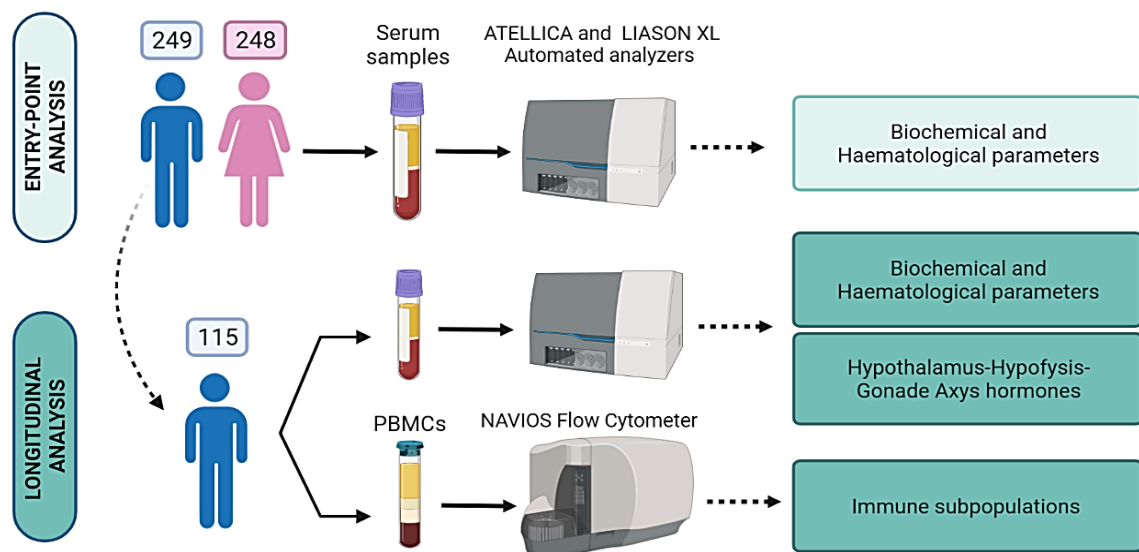 ENTRY-POINT
ANALYSIS
249
248
Serum
samples
ATELLICA and LIASON XL
Automated analyzers
Biochemical and
Haematological parameters
LONGITUDINAL
ANALYSIS
115
Biochemical and
Haematological parameters
Hypothalamus-Hypofysis-
Gonade Axys hormones
PBMCs
NAVIOS Flow Cytometer
Immune subpopulations